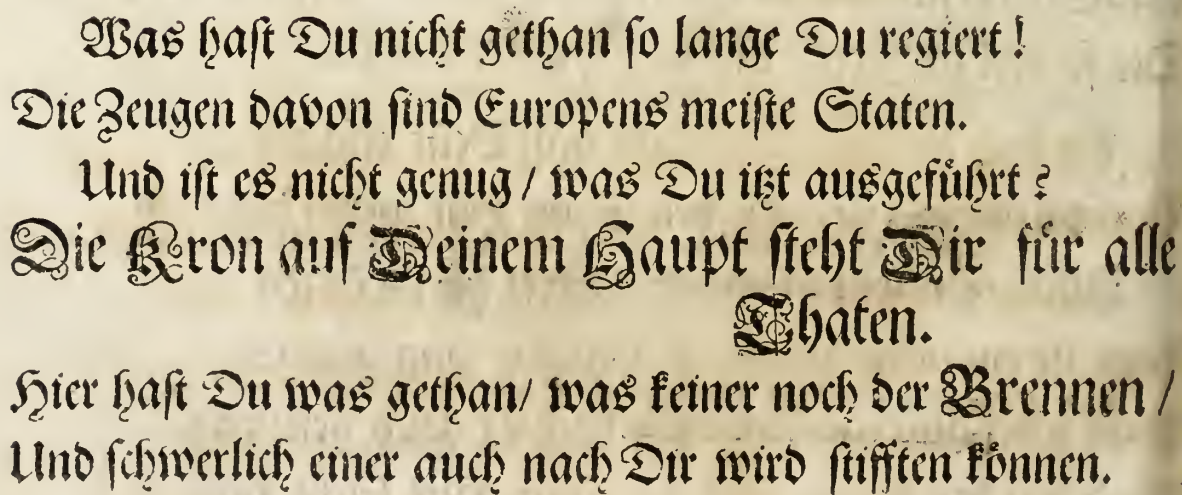 Was haſt Du nicht gethan ſo lange Du regiert!
Die Zeugen davon ſind Europens meiſte Staten.
Und iſt es nicht genug / was Du itzt ausgeführt?
Die Kron auf Deinem Haupt ſteht Dir für alle
Thaten.
Hier haſt Du was gethan / was keiner noch der Brennen /
Und ſchwerlich einer auch nach Dir wird ſtifften können.